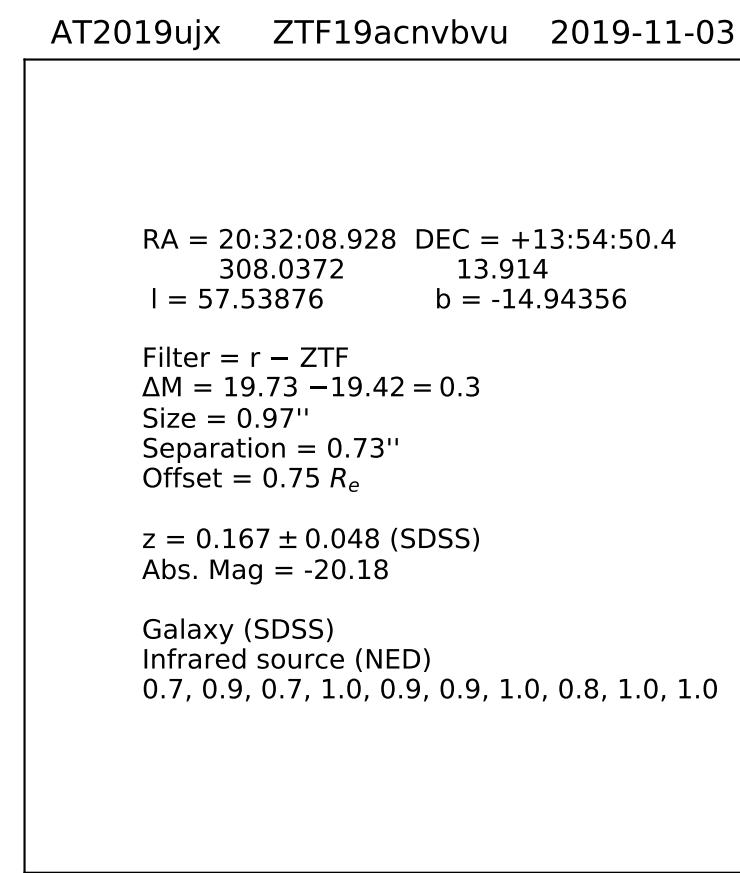 AT2019ujx ZTF19acnvbvu 2019-11-03
RA = 20:32:08.928 DEC = +13:54:50.4
308.0372 13.914
l = 57.53876 b = -14.94356
Filter = r − ZTF
ΔM = 19.73 −19.42 = 0.3
Size = 0.97''
Separation = 0.73''
Offset = 0.75 Rₑ
z = 0.167 ± 0.048 (SDSS)
Abs. Mag = -20.18
Galaxy (SDSS)
Infrared source (NED)
0.7, 0.9, 0.7, 1.0, 0.9, 0.9, 1.0, 0.8, 1.0, 1.0